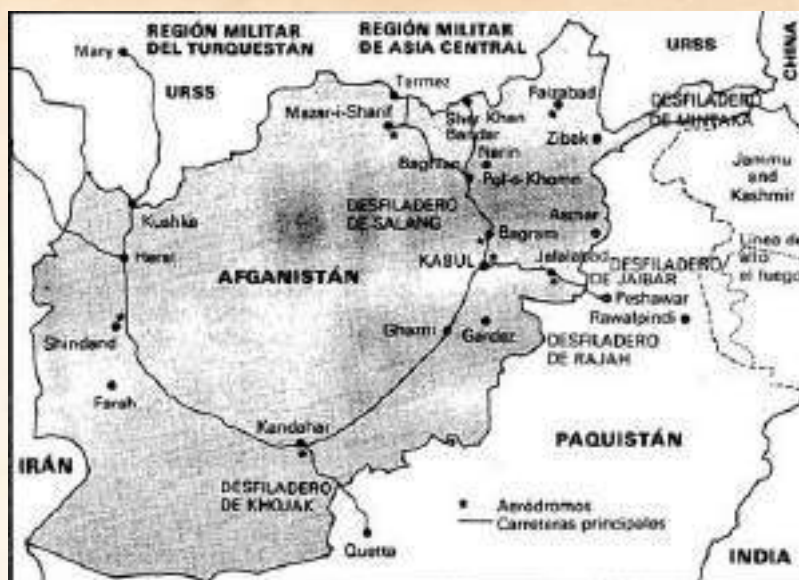 REGIÓN MILITAR
DEL TURQUESTÁN
REGIÓN MILITAR
DE ASIA CENTRAL
URSS
CHINA
Mary
URSS
Termez
Mazar-i-Sharif
Sher Khan
Bandar
Faizabad
DESFILADERO
DE MINTAKA
Zibak
Narin
Baghlan
Pol-e-Khomri
Jammu
and
Kashmir
Kushka
DESFILADERO
DE SALANG
Asmar
Bagram
Línea de
alto
el fuego
Herat
AFGANISTÁN
KABUL
Jalalabad
DESFILADERO
DE JAIBAR
Peshawar
Rawalpindi
Shindand
Ghazni
Gardez
DESFILADERO
DE RAJAH
Farah
Kandahar
PAQUISTÁN
IRÁN
DESFILADERO
DE KHOJAK
Aeródromos
Carreteras principales
Quetta
INDIA